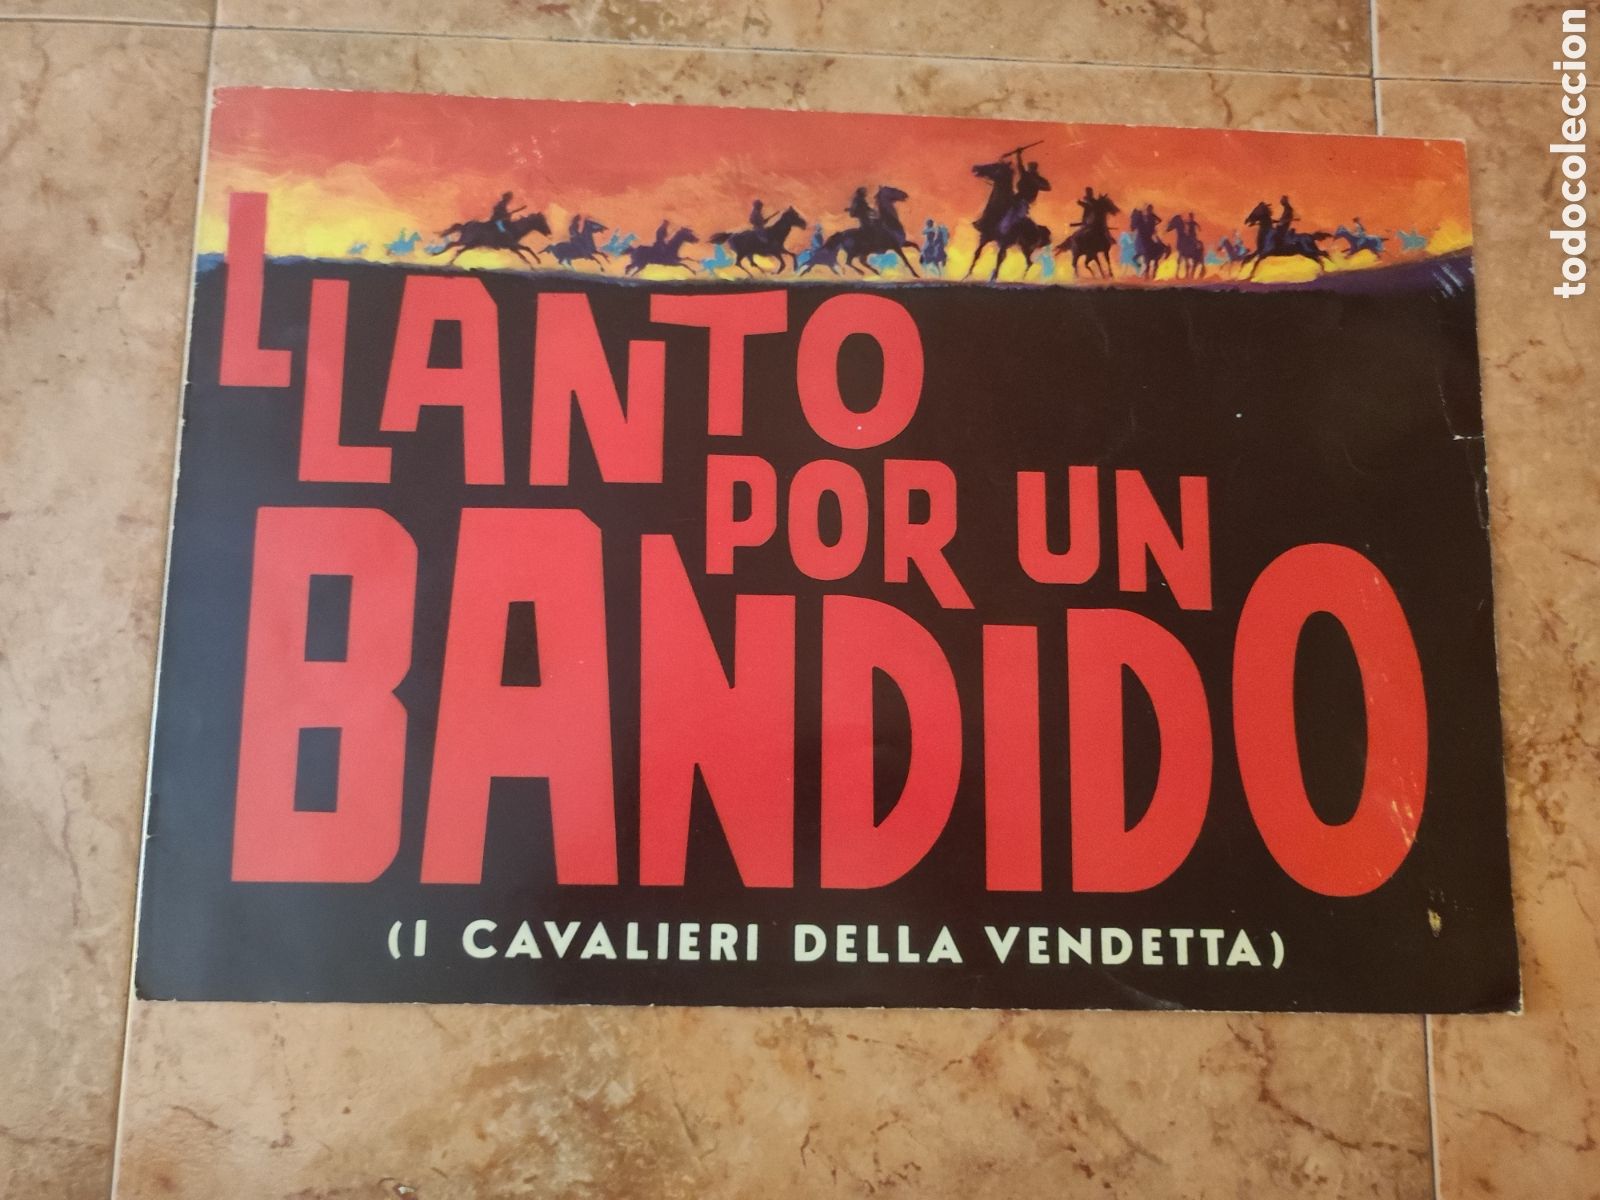 LLANTO
POR UN
BANDIDO
(I CAVALIERI DELLA VENDETTA)
todocoleccion